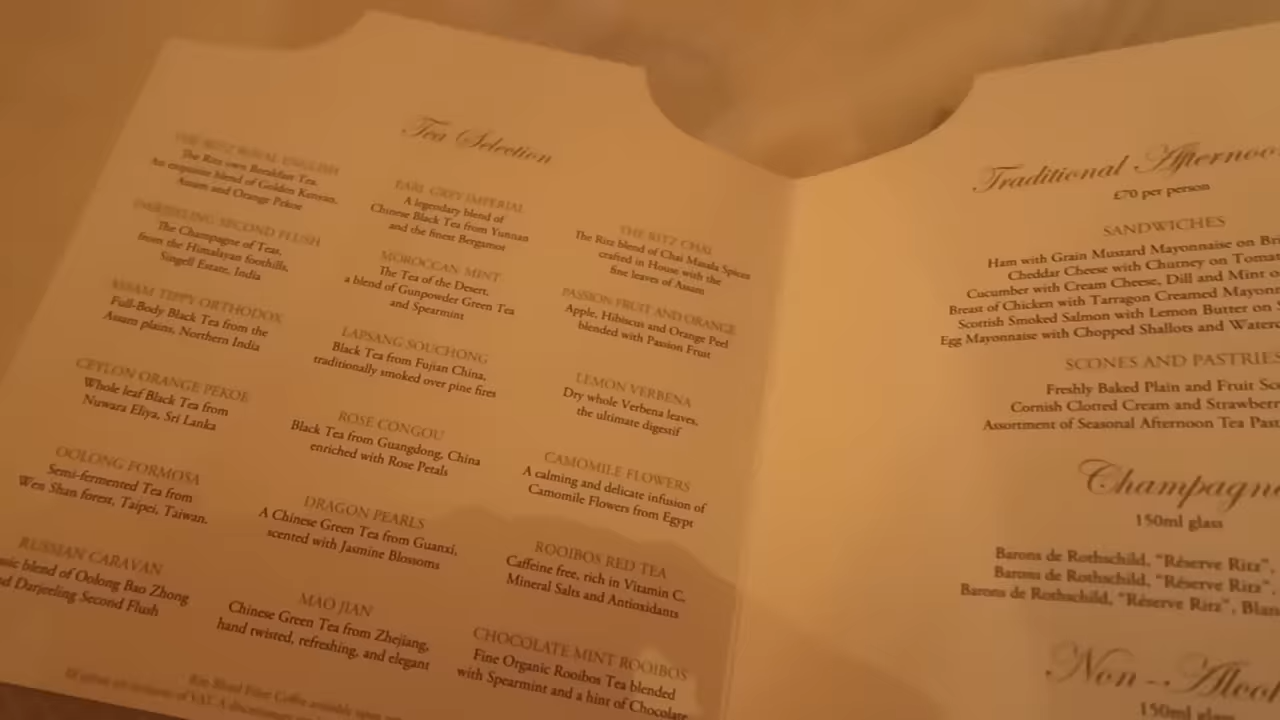 Tea Selection
THE RITZ ROYAL ENGLISH
The Ritz own Breakfast Tea.
An exquisite blend of Golden Kenyan,
Assam and Orange Pekoe
DARJEELING SECOND FLUSH
The Champagne of Teas,
from the Himalayan foothills,
Singell Estate, India
ASSAM TIPPY ORTHODOX
Full-Body Black Tea from the
Assam plains, Northern India
CEYLON ORANGE PEKOE
Whole leaf Black Tea from
Nuwara Eliya, Sri Lanka
OOLONG FORMOSA
Semi-fermented Tea from
Wen Shan forest, Taipei, Taiwan.
RUSSIAN CARAVAN
blend of Oolong Bao Zhong
Darjeeling Second Flush
EARL GREY IMPERIAL
A legendary blend of
Chinese Black Tea from Yunnan
and the finest Bergamot
MOROCCAN MINT
The Tea of the Desert,
a blend of Gunpowder Green Tea
and Spearmint
LAPSANG SOUCHONG
Black Tea from Fujian China,
traditionally smoked over pine fires
ROSE CONGOU
Black Tea from Guangdong, China
enriched with Rose Petals
DRAGON PEARLS
A Chinese Green Tea from Guanxi,
scented with Jasmine Blossoms
MAO JIAN
Chinese Green Tea from Zhejiang,
hand twisted, refreshing, and elegant
THE RITZ CHAI
The Ritz blend of Chai Masala Spices
crafted in House with the
fine leaves of Assam
PASSION FRUIT AND ORANGE
Apple, Hibiscus and Orange Peel
blended with Passion Fruit
LEMON VERBENA
Dry whole Verbena leaves,
the ultimate digestif
CAMOMILE FLOWERS
A calming and delicate infusion of
Camomile Flowers from Egypt
ROOIBOS RED TEA
Caffeine free, rich in Vitamin C,
Mineral Salts and Antioxidants
CHOCOLATE MINT ROOIBOS
Fine Organic Rooibos Tea blended
with Spearmint and a hint of Chocolate
Traditional Afternoo
£70 per person
SANDWICHES
Ham with Grain Mustard Mayonnaise on Bri
Cheddar Cheese with Chutney on Tomat
Cucumber with Cream Cheese, Dill and Mint o
Breast of Chicken with Tarragon Creamed Mayon
Scottish Smoked Salmon with Lemon Butter on
Egg Mayonnaise with Chopped Shallots and Waterc
SCONES AND PASTRIES
Freshly Baked Plain and Fruit Sco
Cornish Clotted Cream and Strawberr
Assortment of Seasonal Afternoon Tea Past
Champagne
150ml glass
Barons de Rothschild, "Réserve Ritz",
Barons de Rothschild, "Réserve Ritz",
Barons de Rothschild, "Réserve Ritz", Blan
Non-Alcoh
150ml glass